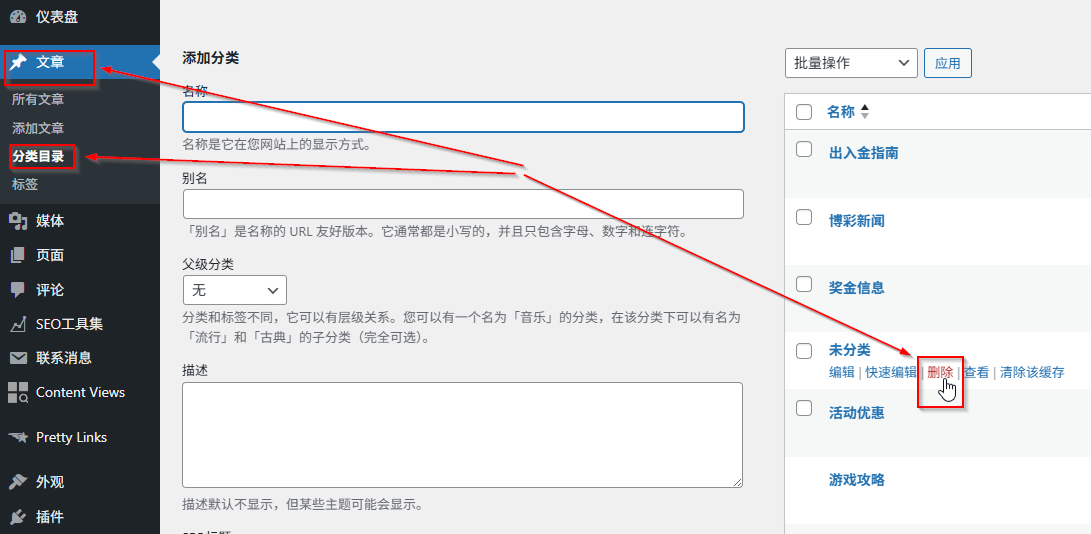 仪表盘
文章
所有文章
添加文章
分类目录
标签
媒体
页面
评论
SEO工具集
联系消息
Content Views
Pretty Links
外观
插件
添加分类
名称
名称是它在您网站上的显示方式。
别名
「别名」是名称的 URL 友好版本。它通常都是小写的，并且只包含字母、数字和连字符。
父级分类
无
分类和标签不同，它可以有层级关系。您可以有一个名为「音乐」的分类，在该分类下可以有名为
「流行」和「古典」的子分类（完全可选）。
描述
描述默认不显示，但某些主题可能会显示。
批量操作
应用
名称
出入金指南
博彩新闻
奖金信息
未分类
编辑 | 快速编辑 | 删除 | 查看 | 清除该缓存
活动优惠
游戏攻略